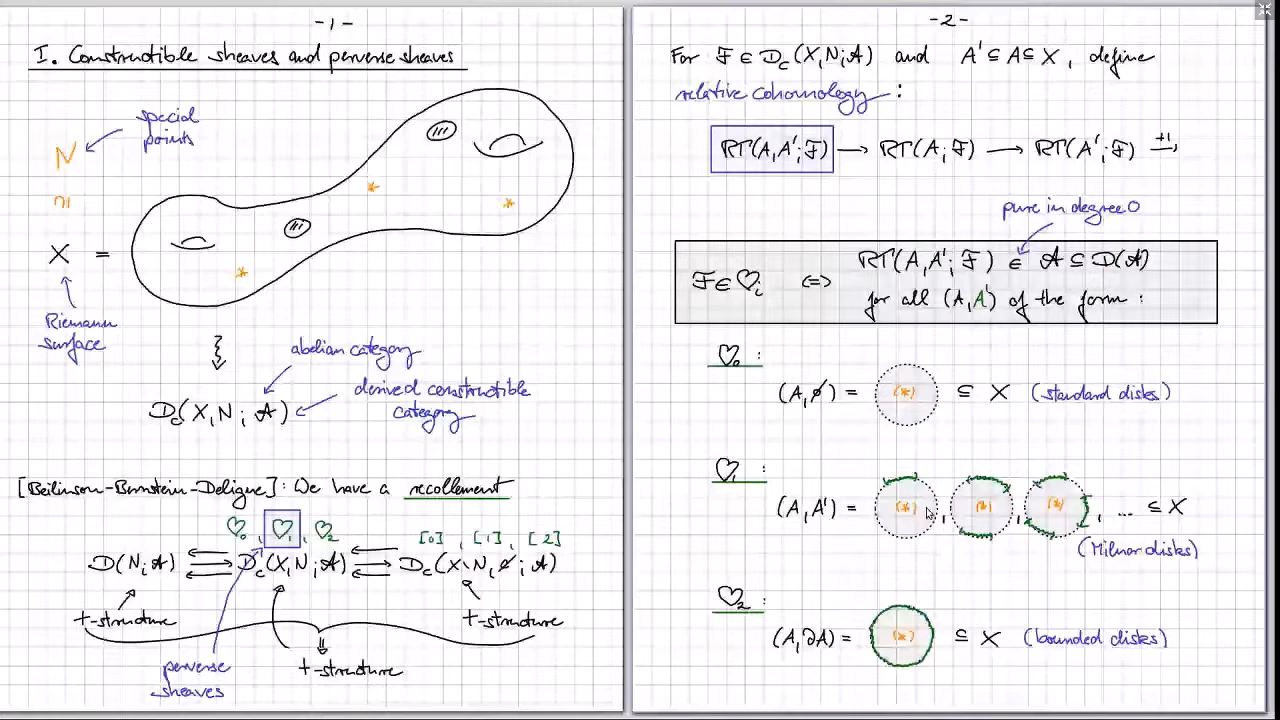 -1-
I. Constructible sheaves and perverse sheaves
special
points
N
∩
X =
Riemann
surface
abelian category
D_c(X,N;𝒜)
derived constructible
category
[Beilinson-Bernstein-Deligne]: We have a recollement
♡₀, ♡₁, ♡₂ [0], [1], [2]
D(N;𝒜) ⇄ D_c(X,N;𝒜) ⇄ D_c(X∖N,∅;𝒜)
t-structure t-structure
perverse
sheaves
t-structure
-2-
For F ∈ D_c(X,N;𝒜) and A' ⊆ A ⊆ X, define
relative cohomology:
RΓ(A,A';F) → RΓ(A;F) → RΓ(A';F) +1→
pure in degree 0
F ∈ ♡ᵢ ⇔ RΓ(A,A';F) ∈ 𝒜 ⊆ D(𝒜)
for all (A,A') of the form:
♡₀:
(A,∅) = (*) ⊆ X (standard disks)
♡₁:
(A,A') = (*), (*), (*), ... ⊆ X
(Milnor disks)
♡₂:
(A,∂A) = (*) ⊆ X (bounded disks)